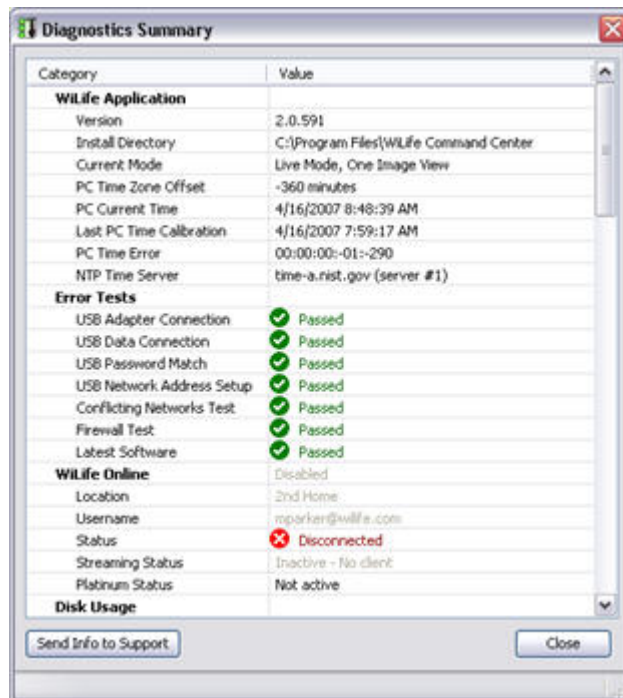 Diagnostics Summary
Category Value
WiLife Application
Version 2.0.591
Install Directory C:\Program Files\WiLife Command Center
Current Mode Live Mode, One Image View
PC Time Zone Offset -360 minutes
PC Current Time 4/16/2007 8:48:39 AM
Last PC Time Calibration 4/16/2007 7:59:17 AM
PC Time Error 00:00:00:-01:-290
NTP Time Server time-a.nist.gov (server #1)
Error Tests
USB Adapter Connection Passed
USB Data Connection Passed
USB Password Match Passed
USB Network Address Setup Passed
Conflicting Networks Test Passed
Firewall Test Passed
Latest Software Passed
WiLife Online Disabled
Location 2nd Home
Username mparker@wilife.com
Status Disconnected
Streaming Status Inactive - No client
Platinum Status Not active
Disk Usage
Send Info to Support Close